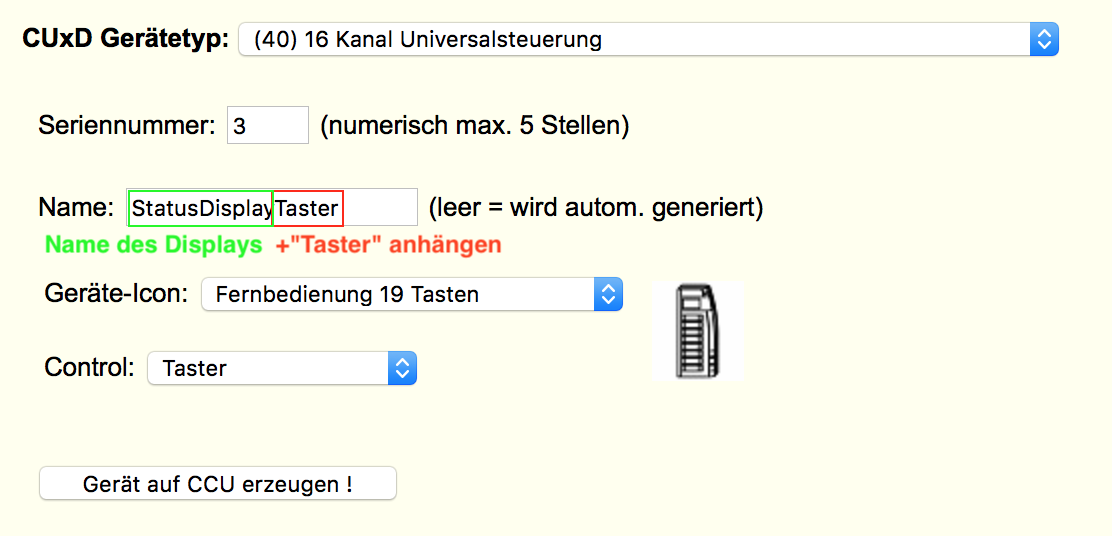 CUxD Gerätetyp: (40) 16 Kanal Universalsteuerung
Seriennummer: 3 (numerisch max. 5 Stellen)
Name: StatusDisplayTaster (leer = wird autom. generiert)
Name des Displays +"Taster" anhängen
Geräte-Icon: Fernbedienung 19 Tasten
Control: Taster
Gerät auf CCU erzeugen !